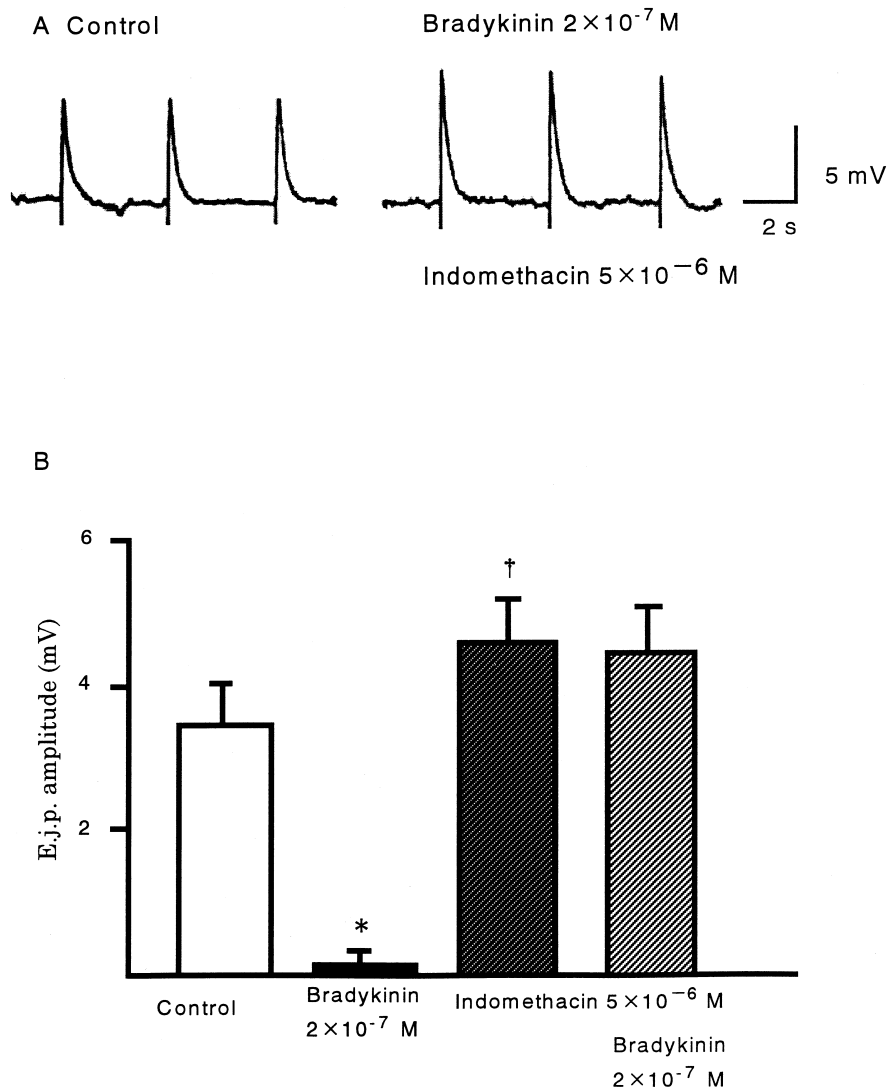 A Control
Bradykinin 2×10⁻⁷ M
5 mV
2 s
Indomethacin 5×10⁻⁶ M
B
6
4
2
E.j.p. amplitude (mV)
*
†
Control
Bradykinin
2×10⁻⁷ M
Indomethacin 5×10⁻⁶ M
Bradykinin
2×10⁻⁷ M